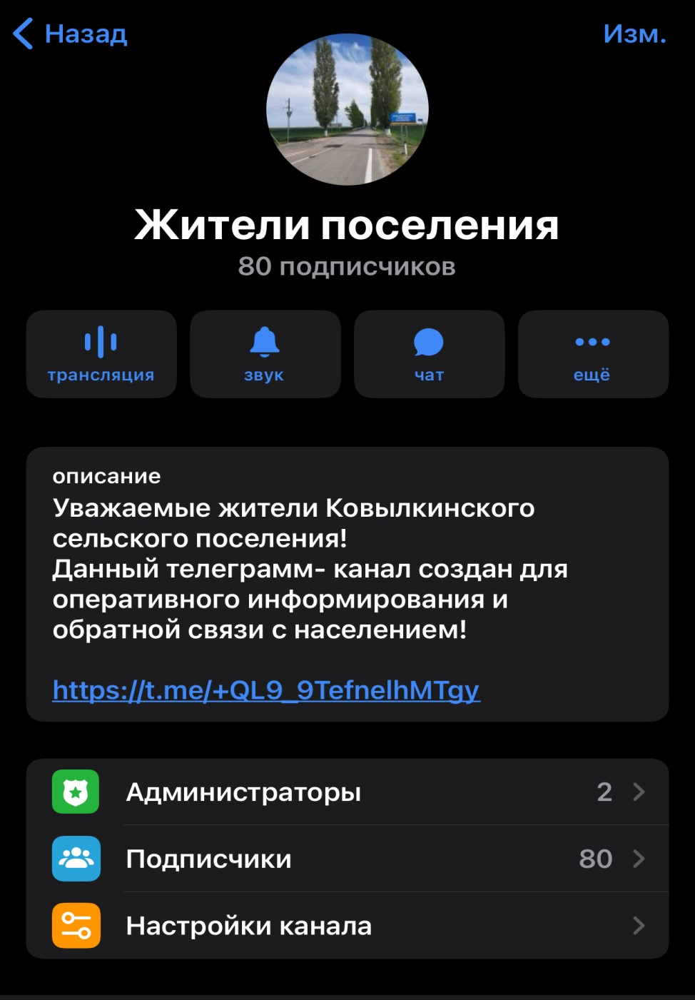 Назад
Изм.
Жители поселения
80 подписчиков
трансляция
звук
чат
ещё
описание
Уважаемые жители Ковылкинского
сельского поселения!
Данный телеграмм- канал создан для
оперативного информирования и
обратной связи с населением!
https://t.me/+QL9_9TefnelhMTgy
Администраторы 2
Подписчики 80
Настройки канала